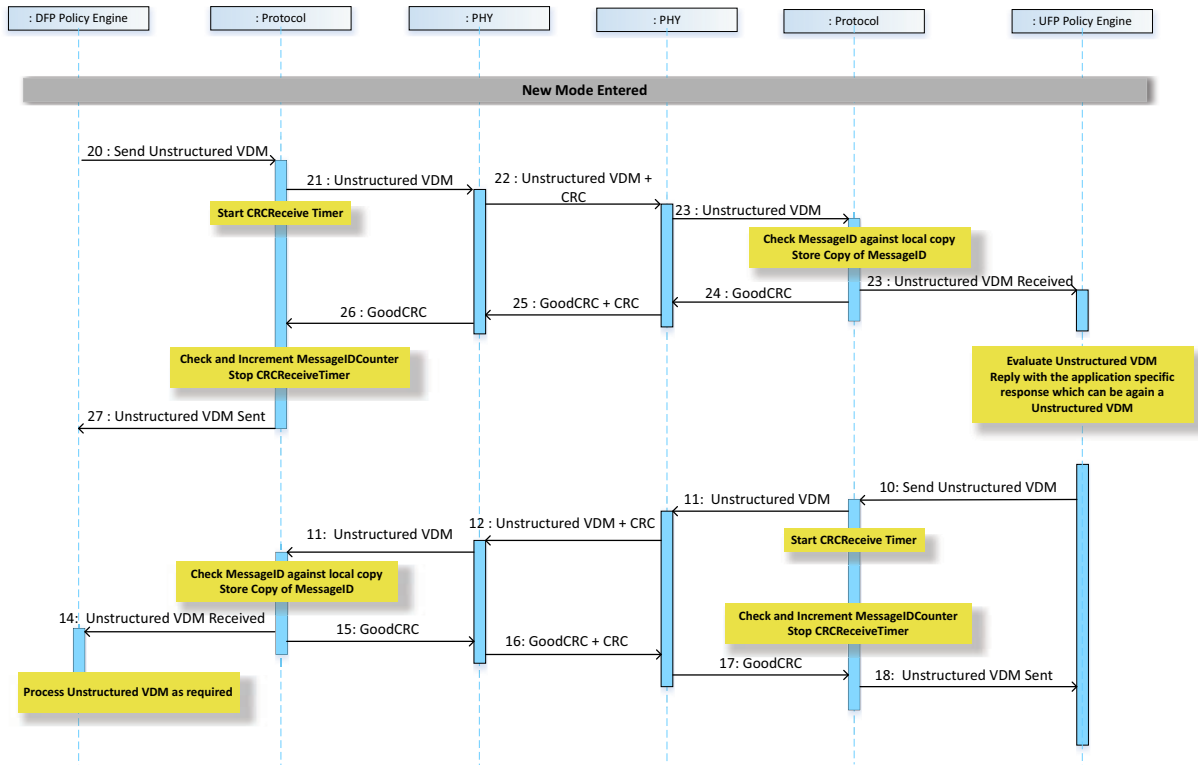 : DFP Policy Engine
: Protocol
: PHY
: PHY
: Protocol
: UFP Policy Engine
New Mode Entered
20 : Send Unstructured VDM
21 : Unstructured VDM
22 : Unstructured VDM +
CRC
23 : Unstructured VDM
Start CRCReceive Timer
Check MessageID against local copy
Store Copy of MessageID
23 : Unstructured VDM Received
24 : GoodCRC
25 : GoodCRC + CRC
26 : GoodCRC
Check and Increment MessageIDCounter
Stop CRCReceiveTimer
Evaluate Unstructured VDM
Reply with the application specific
response which can be again a
Unstructured VDM
27 : Unstructured VDM Sent
10: Send Unstructured VDM
11:  Unstructured VDM
12 : Unstructured VDM + CRC
11:  Unstructured VDM
Start CRCReceive Timer
Check MessageID against local copy
Store Copy of MessageID
14:  Unstructured VDM Received
15: GoodCRC
16: GoodCRC + CRC
Check and Increment MessageIDCounter
Stop CRCReceiveTimer
17: GoodCRC
18:  Unstructured VDM Sent
Process Unstructured VDM as required